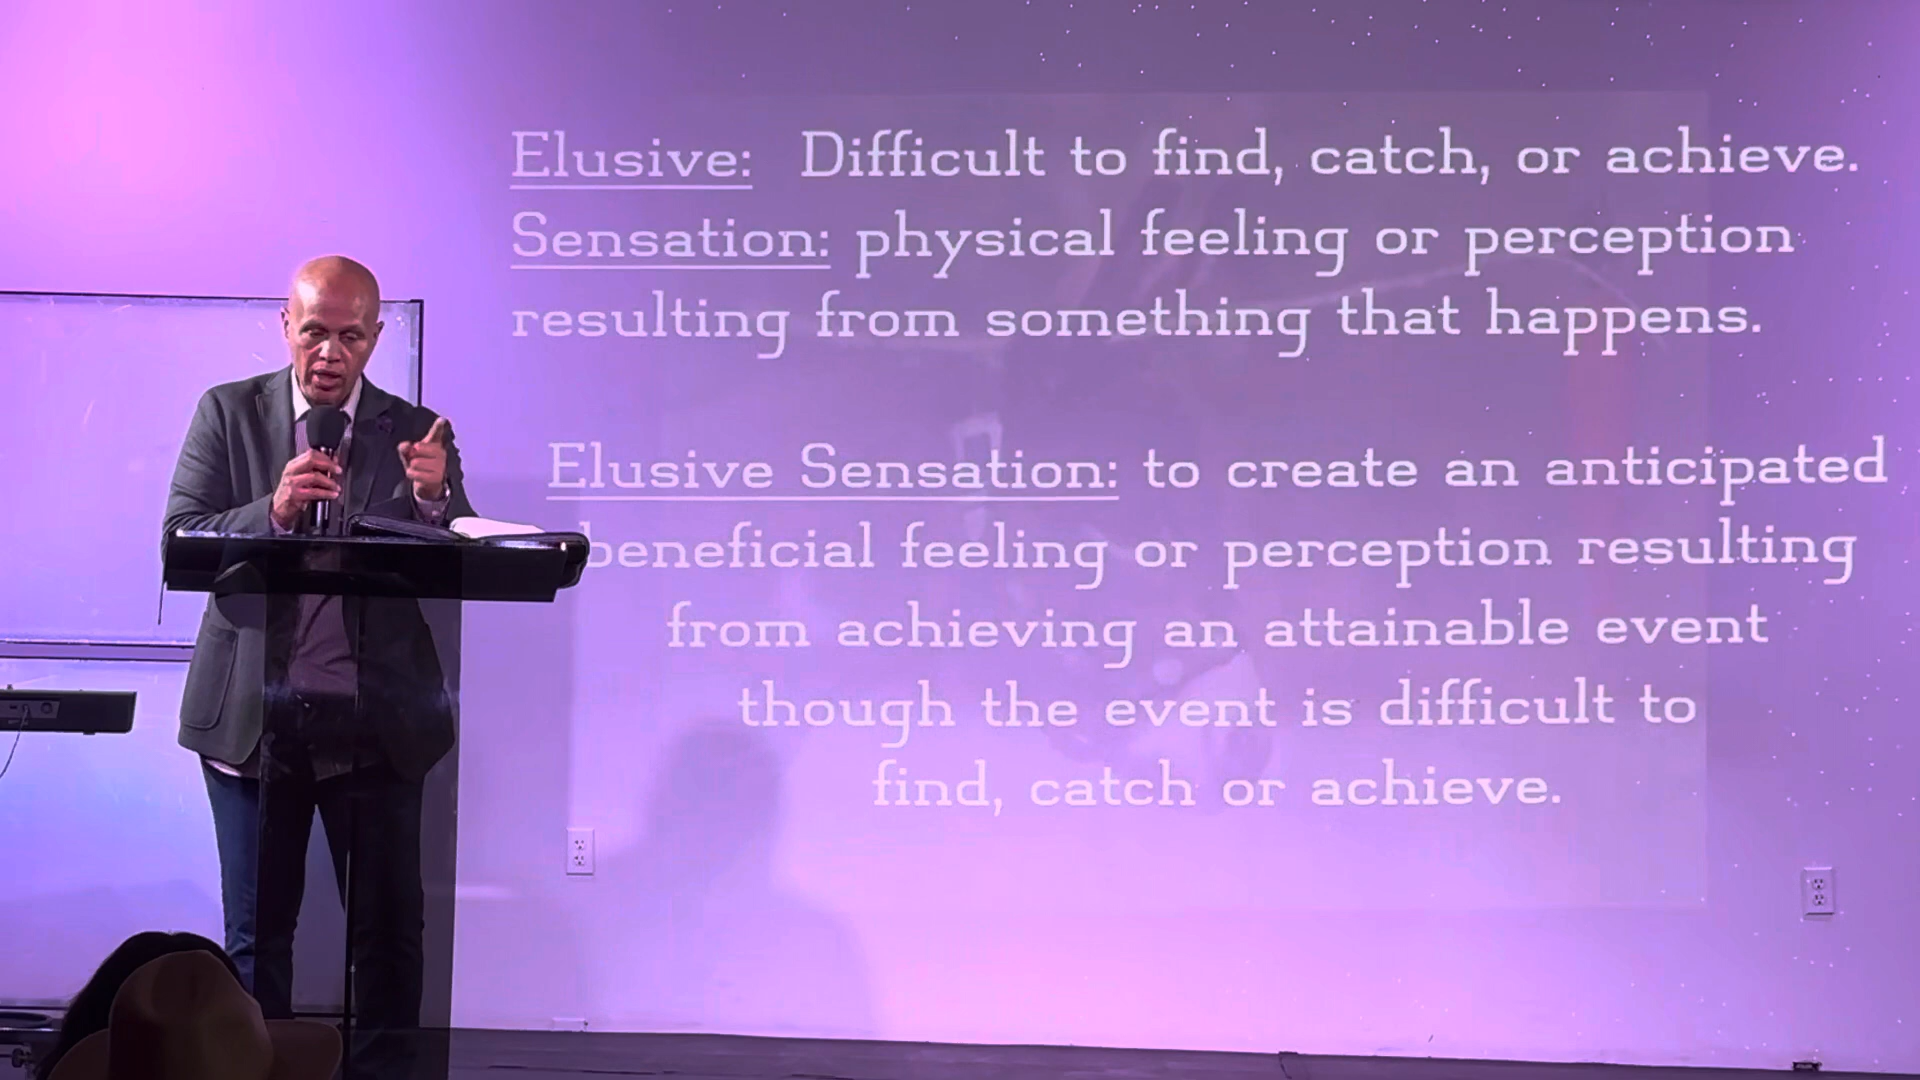 Elusive: Difficult to find, catch, or achieve.
Sensation: physical feeling or perception
resulting from something that happens.
Elusive Sensation: to create an anticipated
beneficial feeling or perception resulting
from achieving an attainable event
though the event is difficult to
find, catch or achieve.